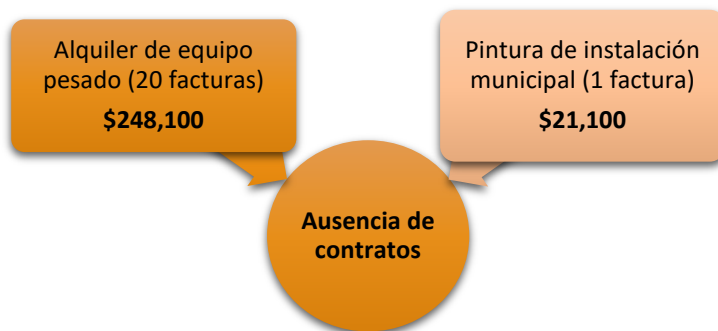 Alquiler de equipo
pesado (20 facturas)
$248,100
Pintura de instalación
municipal (1 factura)
$21,100
Ausencia de
contratos